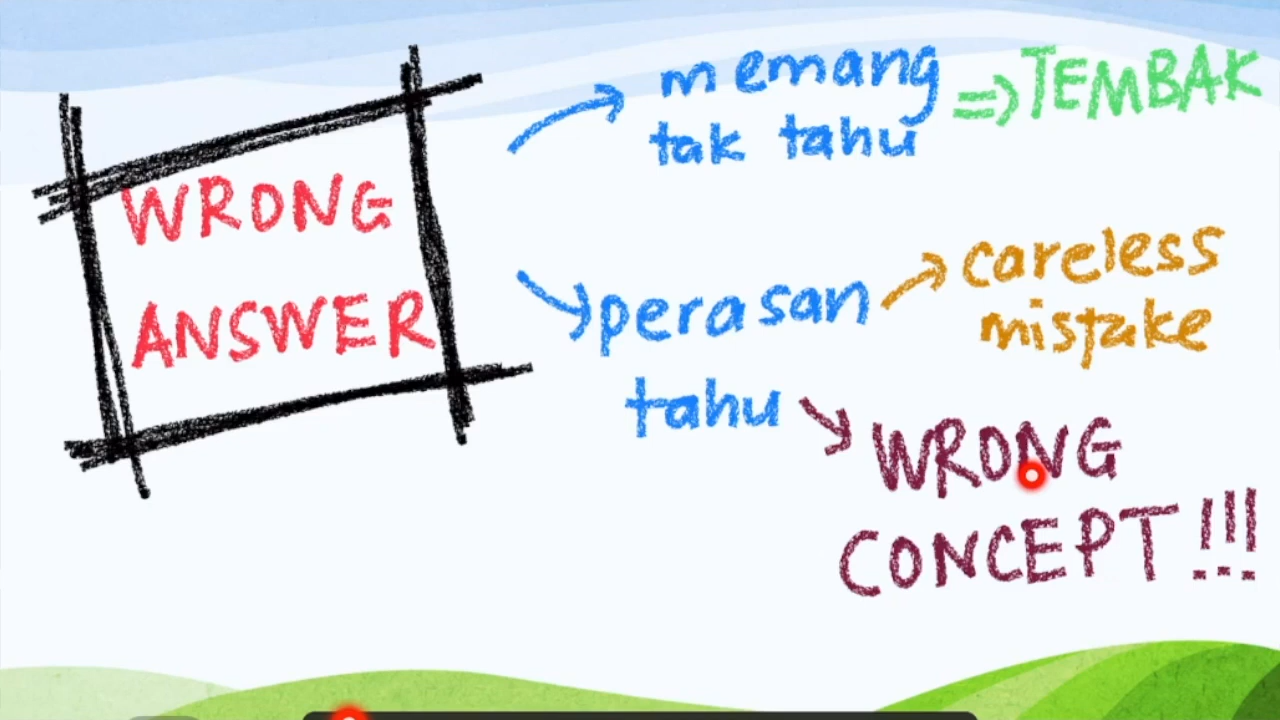 WRONG
ANSWER
memang => TEMBAK
tak tahu
perasan
tahu
careless
mistake
WRONG
CONCEPT!!!